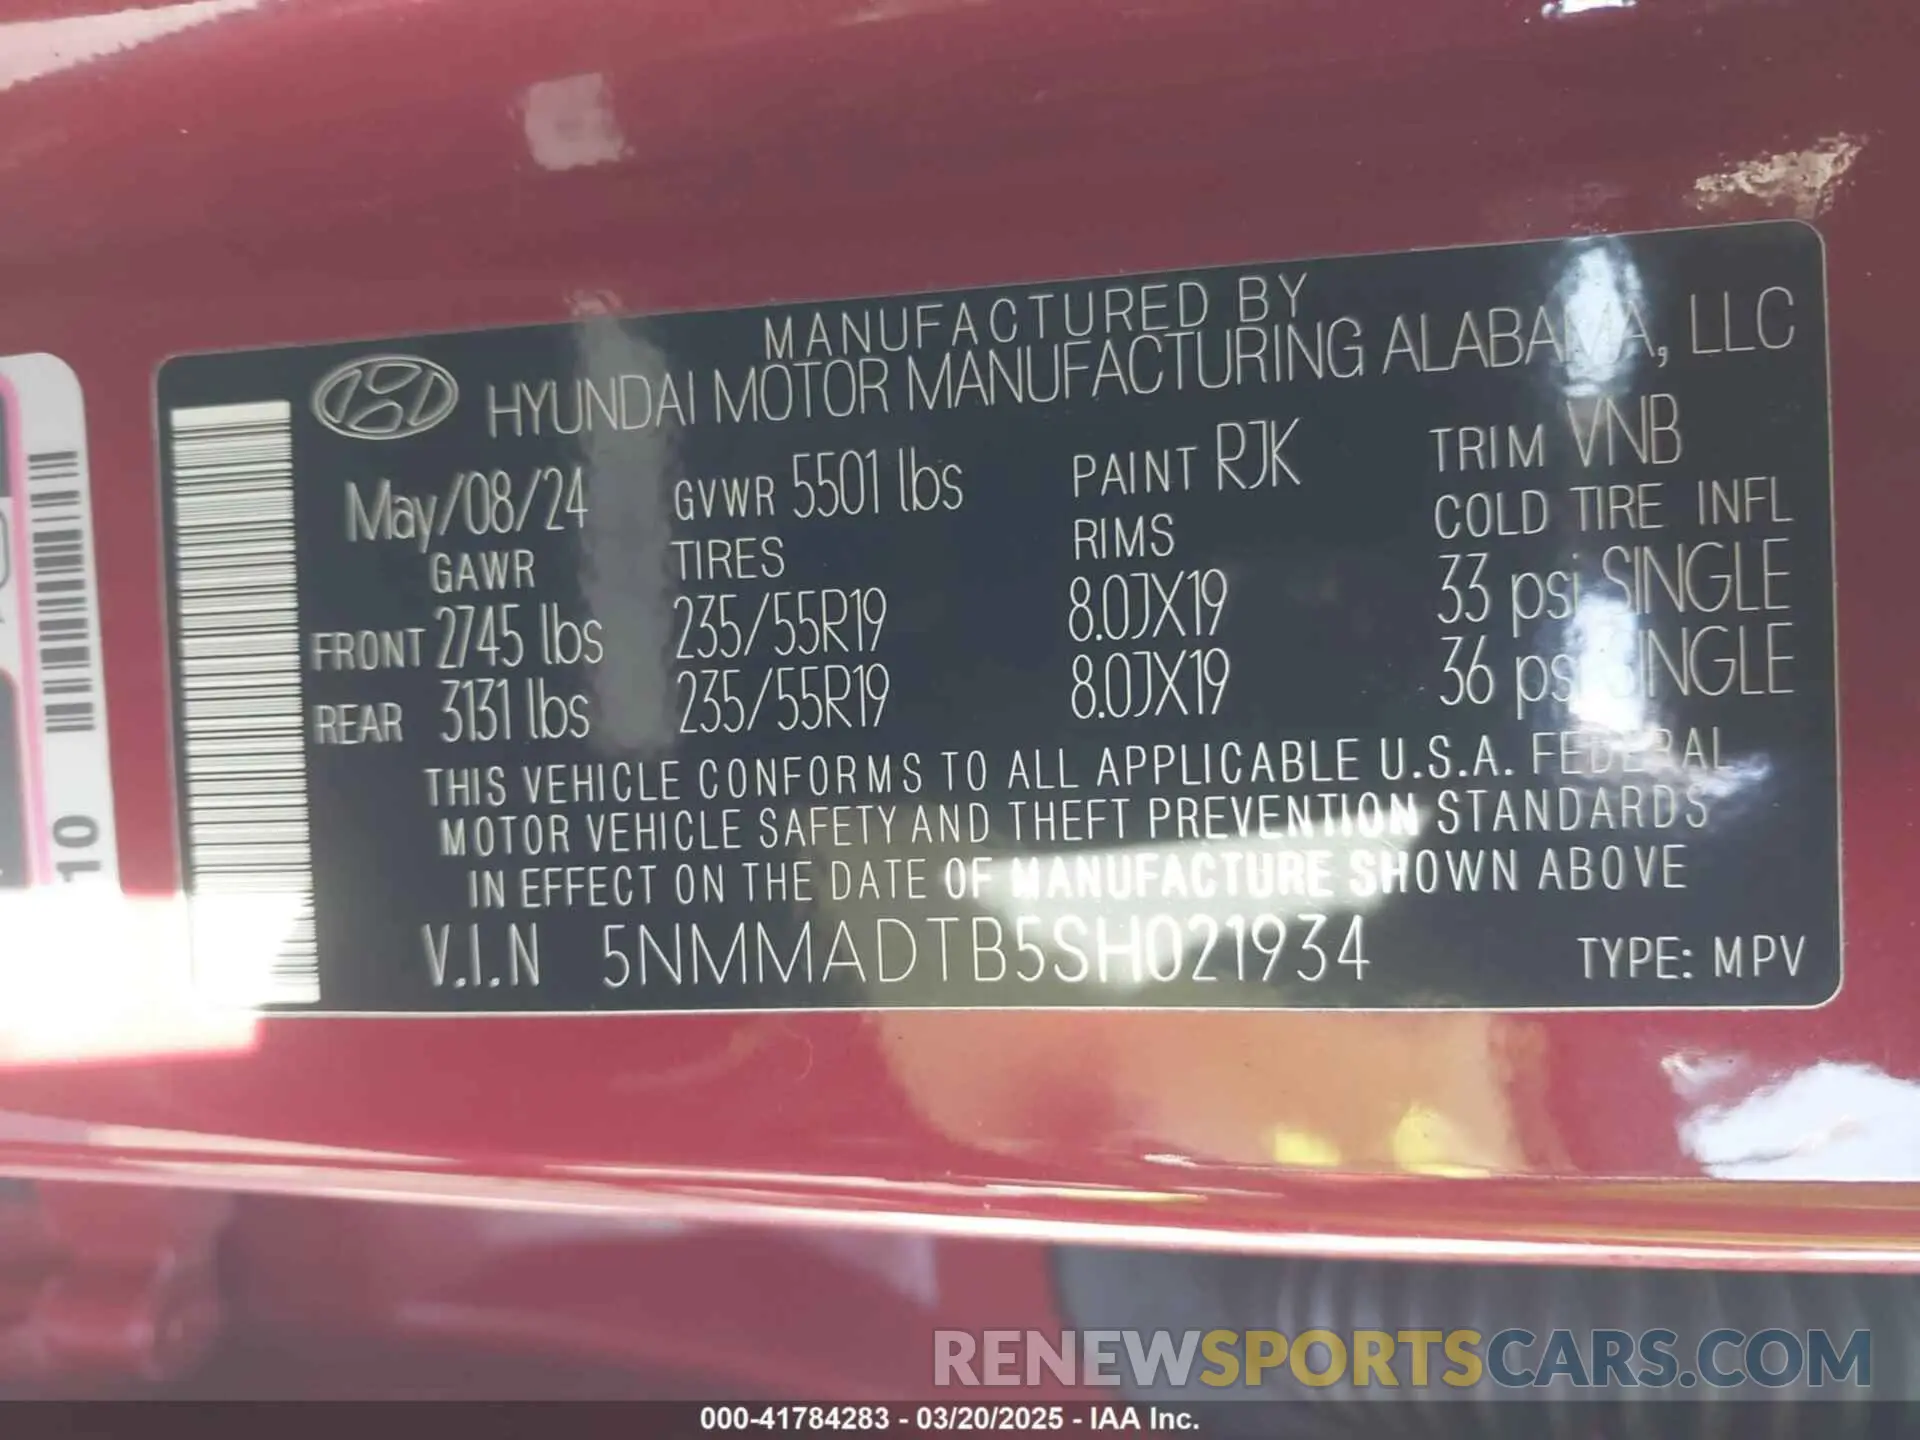 MANUFACTURED BY
HYUNDAI MOTOR MANUFACTURING ALABAMA, LLC
May/08/24 GVWR 5501 lbs PAINT RJK TRIM VNB
GAWR TIRES RIMS COLD TIRE INFL
FRONT 2745 lbs 235/55R19 8.0JX19 33 psi SINGLE
REAR 3131 lbs 235/55R19 8.0JX19 36 psi SINGLE
THIS VEHICLE CONFORMS TO ALL APPLICABLE U.S.A. FEDERAL
MOTOR VEHICLE SAFETY AND THEFT PREVENTION STANDARDS
IN EFFECT ON THE DATE OF MANUFACTURE SHOWN ABOVE
V.I.N 5NMMADTB5SH021934 TYPE: MPV
10
RENEWSPORTSCARS.COM
000-41784283 - 03/20/2025 - IAA Inc.